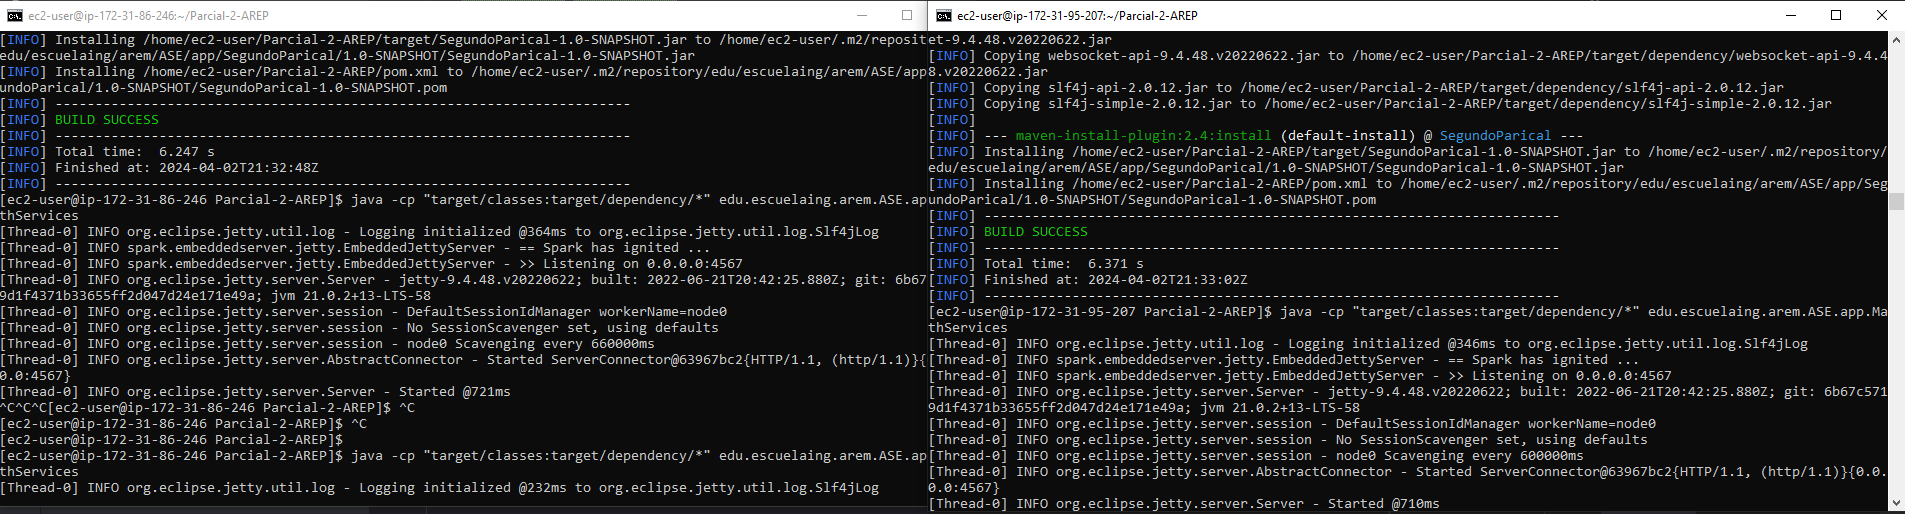 ec2-user@ip-172-31-86-246:~/Parcial-2-AREP
[INFO] Installing /home/ec2-user/Parcial-2-AREP/target/SegundoParical-1.0-SNAPSHOT.jar to /home/ec2-user/.m2/reposit
edu/escuelaing/arem/ASE/app/SegundoParical/1.0-SNAPSHOT/SegundoParical-1.0-SNAPSHOT.jar
[INFO] Installing /home/ec2-user/Parcial-2-AREP/pom.xml to /home/ec2-user/.m2/repository/edu/escuelaing/arem/ASE/app
undoParical/1.0-SNAPSHOT/SegundoParical-1.0-SNAPSHOT.pom
[INFO] ------------------------------------------------------------------------
[INFO] BUILD SUCCESS
[INFO] ------------------------------------------------------------------------
[INFO] Total time:  6.247 s
[INFO] Finished at: 2024-04-02T21:32:48Z
[INFO] ------------------------------------------------------------------------
[ec2-user@ip-172-31-86-246 Parcial-2-AREP]$ java -cp "target/classes:target/dependency/*" edu.escuelaing.arem.ASE.ap
thServices
[Thread-0] INFO org.eclipse.jetty.util.log - Logging initialized @364ms to org.eclipse.jetty.util.log.Slf4jLog
[Thread-0] INFO spark.embeddedserver.jetty.EmbeddedJettyServer - == Spark has ignited ...
[Thread-0] INFO spark.embeddedserver.jetty.EmbeddedJettyServer - >> Listening on 0.0.0.0:4567
[Thread-0] INFO org.eclipse.jetty.server.Server - jetty-9.4.48.v20220622; built: 2022-06-21T20:42:25.880Z; git: 6b67
9d1f4371b33655ff2d047d24e171e49a; jvm 21.0.2+13-LTS-58
[Thread-0] INFO org.eclipse.jetty.server.session - DefaultSessionIdManager workerName=node0
[Thread-0] INFO org.eclipse.jetty.server.session - No SessionScavenger set, using defaults
[Thread-0] INFO org.eclipse.jetty.server.session - node0 Scavenging every 660000ms
[Thread-0] INFO org.eclipse.jetty.server.AbstractConnector - Started ServerConnector@63967bc2{HTTP/1.1, (http/1.1)}{
0.0:4567}
[Thread-0] INFO org.eclipse.jetty.server.Server - Started @721ms
^C^C^C[ec2-user@ip-172-31-86-246 Parcial-2-AREP]$ ^C
[ec2-user@ip-172-31-86-246 Parcial-2-AREP]$ ^C
[ec2-user@ip-172-31-86-246 Parcial-2-AREP]$
[ec2-user@ip-172-31-86-246 Parcial-2-AREP]$ java -cp "target/classes:target/dependency/*" edu.escuelaing.arem.ASE.ap
thServices
[Thread-0] INFO org.eclipse.jetty.util.log - Logging initialized @232ms to org.eclipse.jetty.util.log.Slf4jLog
ec2-user@ip-172-31-95-207:~/Parcial-2-AREP
et-9.4.48.v20220622.jar
[INFO] Copying websocket-api-9.4.48.v20220622.jar to /home/ec2-user/Parcial-2-AREP/target/dependency/websocket-api-9.4.4
8.v20220622.jar
[INFO] Copying slf4j-api-2.0.12.jar to /home/ec2-user/Parcial-2-AREP/target/dependency/slf4j-api-2.0.12.jar
[INFO] Copying slf4j-simple-2.0.12.jar to /home/ec2-user/Parcial-2-AREP/target/dependency/slf4j-simple-2.0.12.jar
[INFO]
[INFO] --- maven-install-plugin:2.4:install (default-install) @ SegundoParical ---
[INFO] Installing /home/ec2-user/Parcial-2-AREP/target/SegundoParical-1.0-SNAPSHOT.jar to /home/ec2-user/.m2/repository/
edu/escuelaing/arem/ASE/app/SegundoParical/1.0-SNAPSHOT/SegundoParical-1.0-SNAPSHOT.jar
[INFO] Installing /home/ec2-user/Parcial-2-AREP/pom.xml to /home/ec2-user/.m2/repository/edu/escuelaing/arem/ASE/app/Seg
undoParical/1.0-SNAPSHOT/SegundoParical-1.0-SNAPSHOT.pom
[INFO] ------------------------------------------------------------------------
[INFO] BUILD SUCCESS
[INFO] ------------------------------------------------------------------------
[INFO] Total time:  6.371 s
[INFO] Finished at: 2024-04-02T21:33:02Z
[INFO] ------------------------------------------------------------------------
[ec2-user@ip-172-31-95-207 Parcial-2-AREP]$ java -cp "target/classes:target/dependency/*" edu.escuelaing.arem.ASE.app.Ma
thServices
[Thread-0] INFO org.eclipse.jetty.util.log - Logging initialized @346ms to org.eclipse.jetty.util.log.Slf4jLog
[Thread-0] INFO spark.embeddedserver.jetty.EmbeddedJettyServer - == Spark has ignited ...
[Thread-0] INFO spark.embeddedserver.jetty.EmbeddedJettyServer - >> Listening on 0.0.0.0:4567
[Thread-0] INFO org.eclipse.jetty.server.Server - jetty-9.4.48.v20220622; built: 2022-06-21T20:42:25.880Z; git: 6b67c571
9d1f4371b33655ff2d047d24e171e49a; jvm 21.0.2+13-LTS-58
[Thread-0] INFO org.eclipse.jetty.server.session - DefaultSessionIdManager workerName=node0
[Thread-0] INFO org.eclipse.jetty.server.session - No SessionScavenger set, using defaults
[Thread-0] INFO org.eclipse.jetty.server.session - node0 Scavenging every 600000ms
[Thread-0] INFO org.eclipse.jetty.server.AbstractConnector - Started ServerConnector@63967bc2{HTTP/1.1, (http/1.1)}{0.0.
0.0:4567}
[Thread-0] INFO org.eclipse.jetty.server.Server - Started @710ms